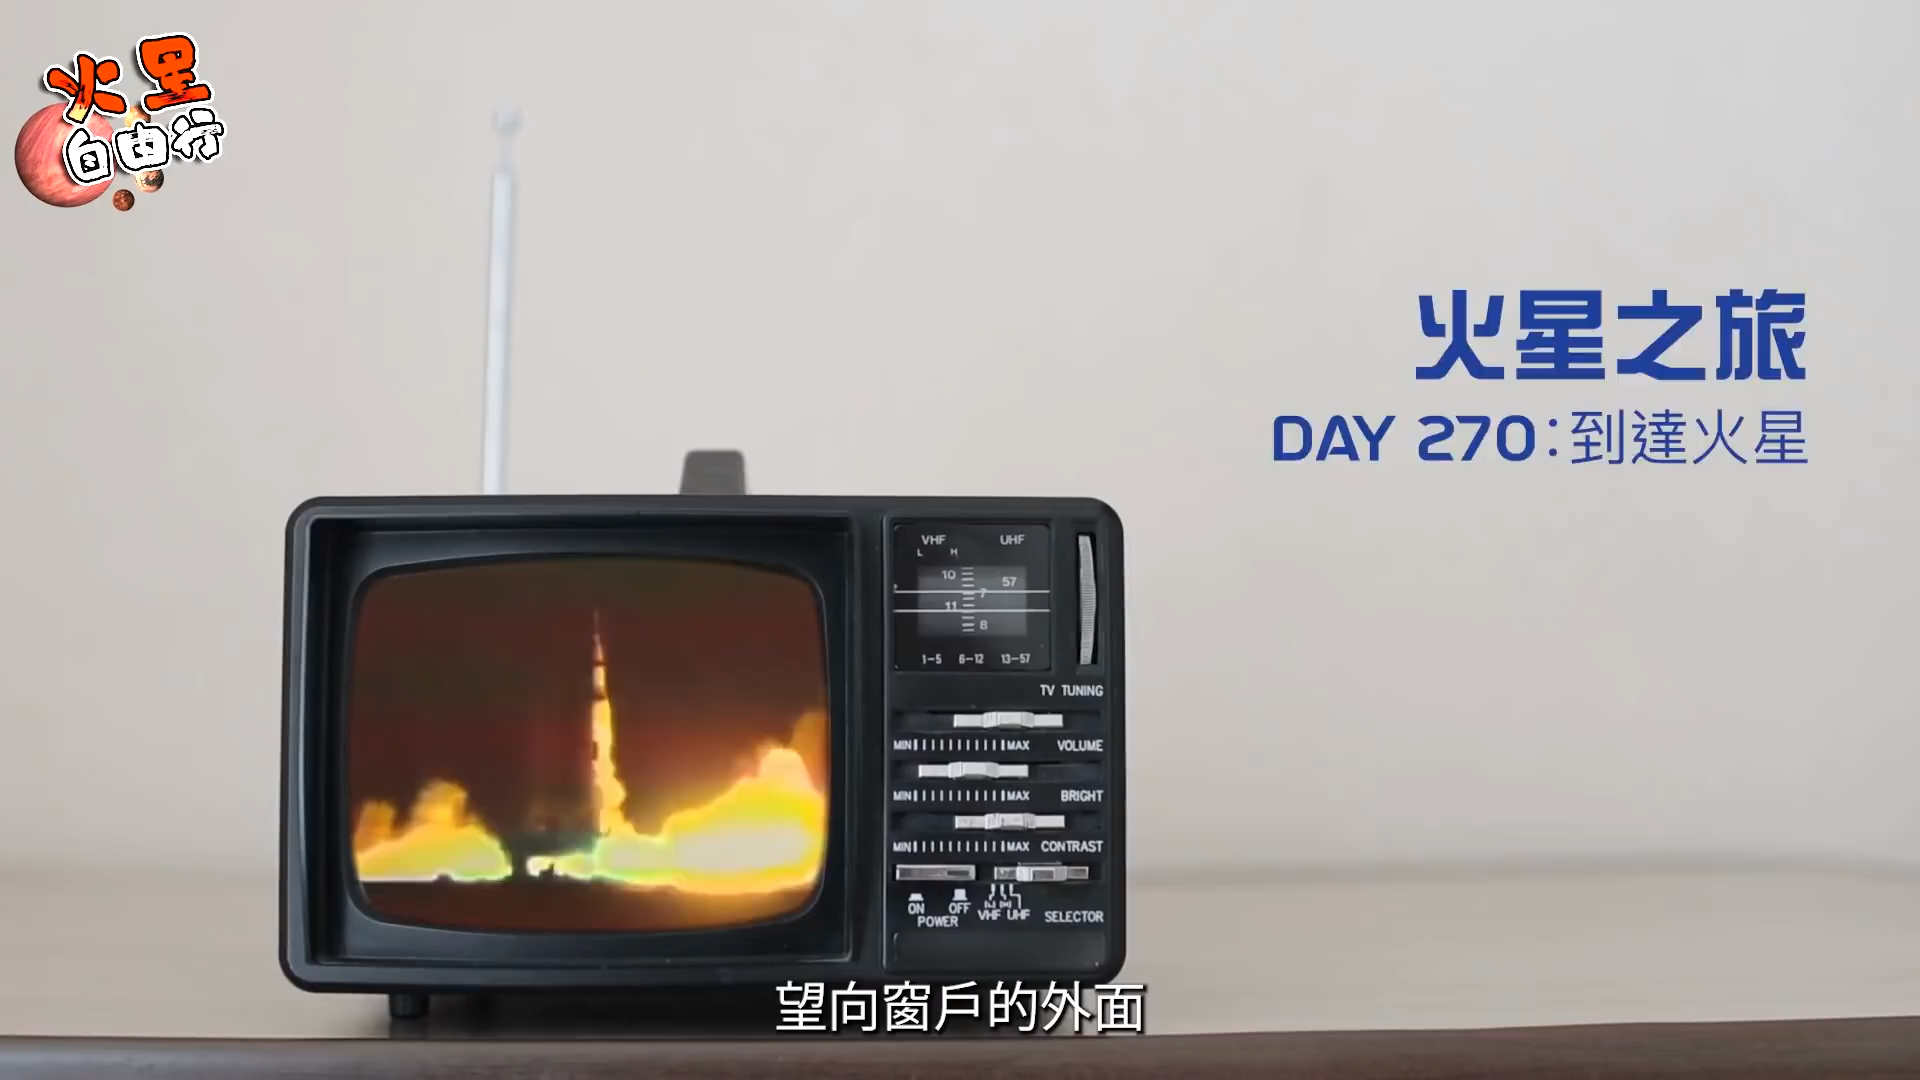 火星
自由行
火星之旅
DAY 270：到達火星
VHF UHF
L M
10 57
7
11
8
1-5 6-12 13-57
TV TUNING
MIN MAX VOLUME
MIN MAX BRIGHT
MIN MAX CONTRAST
ON OFF
POWER
VHF UHF SELECTOR
望向窗戶的外面